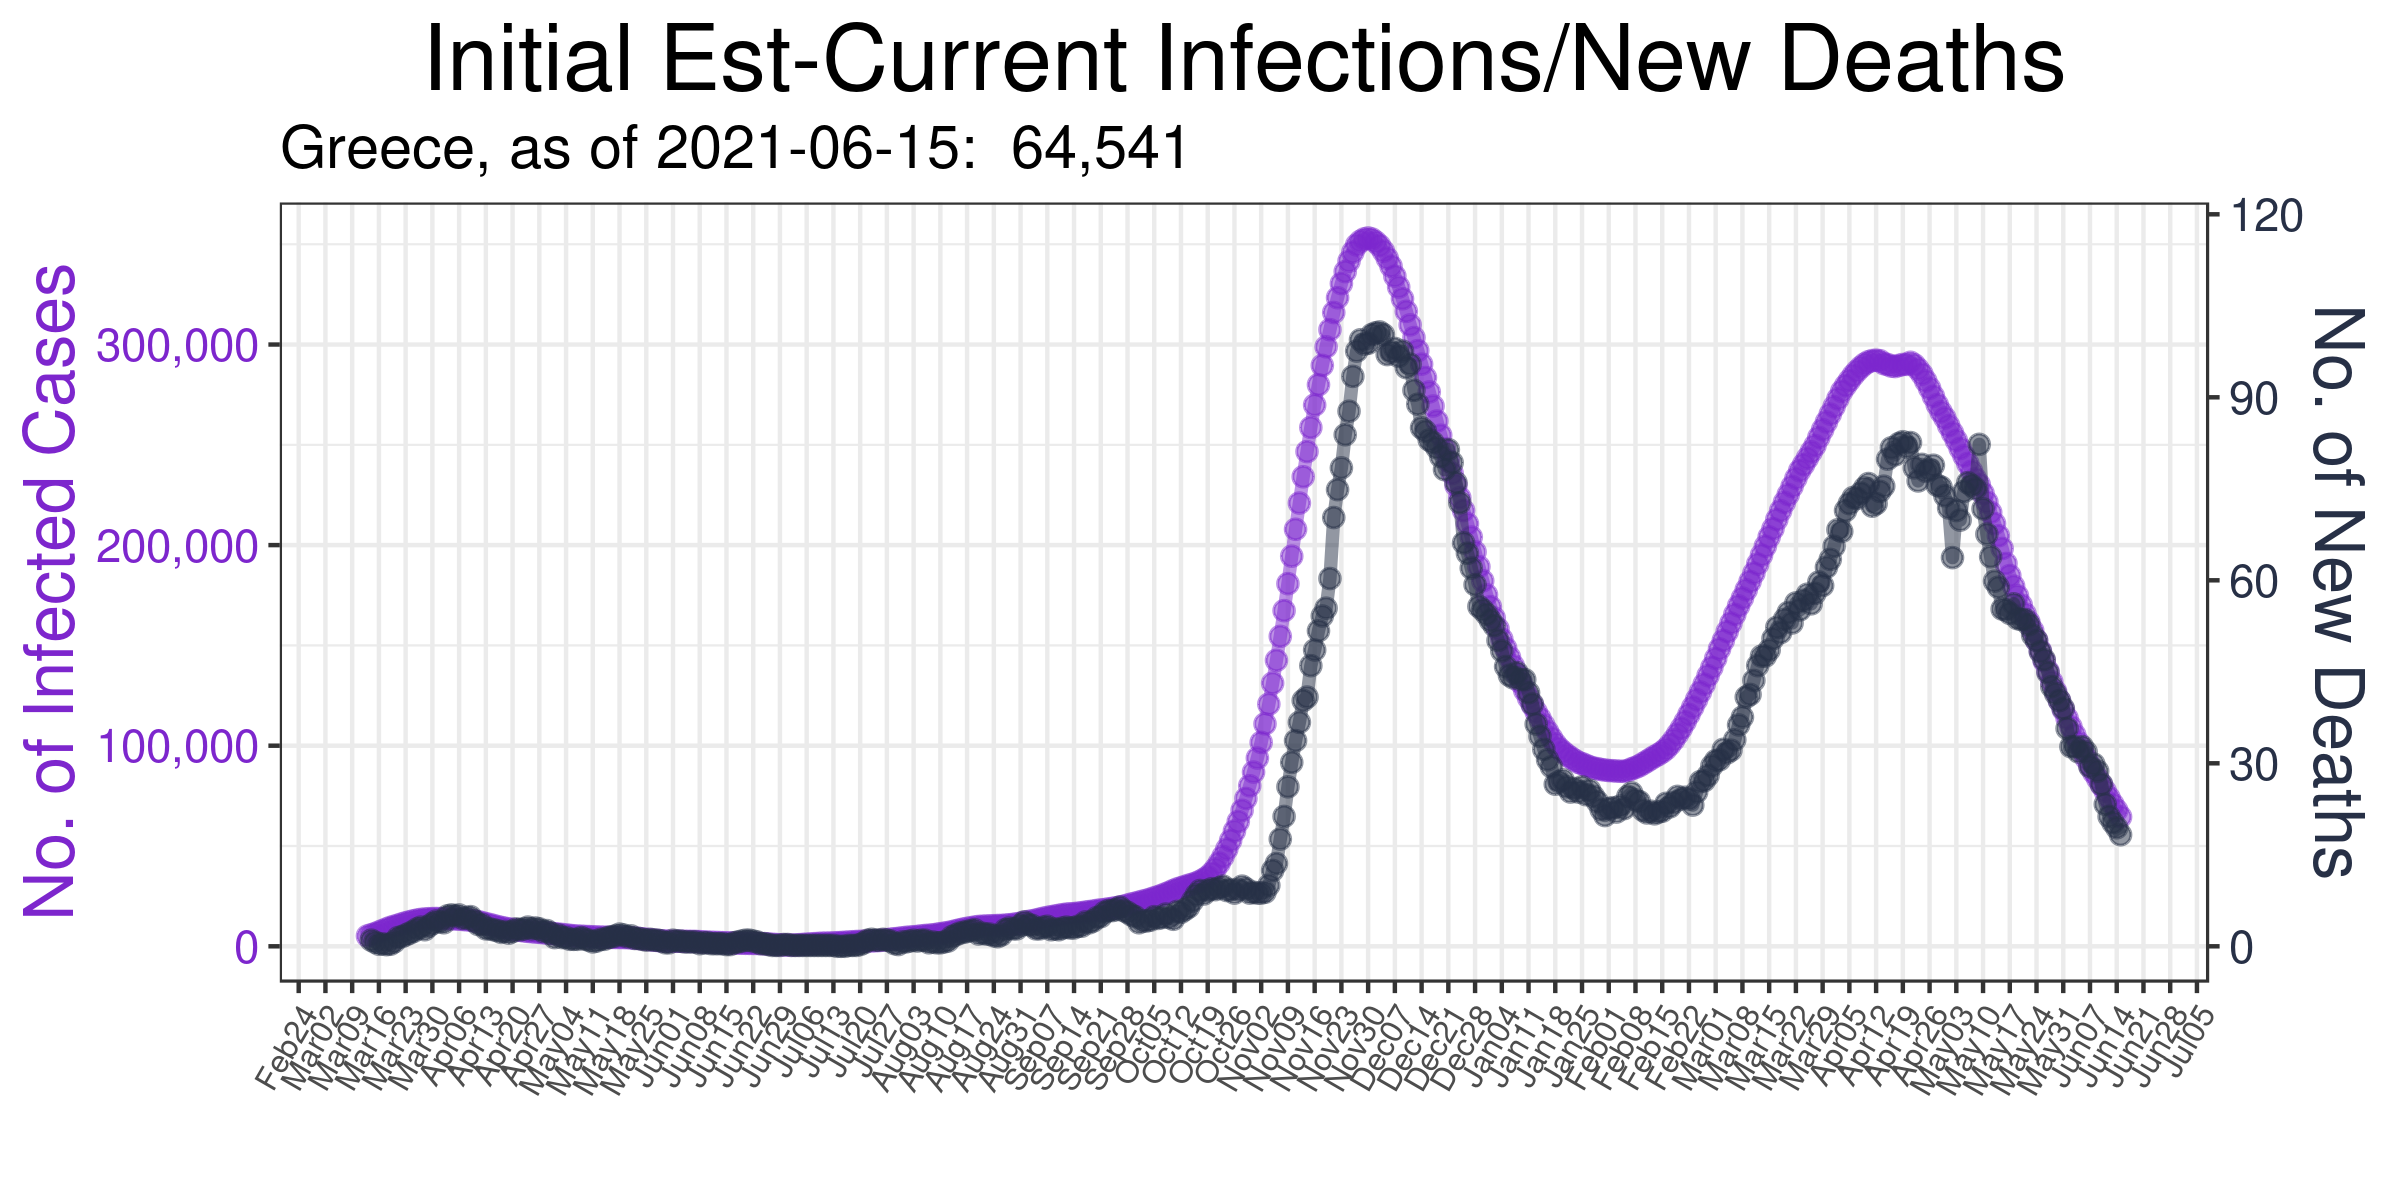 Initial Est-Current Infections/New Deaths
Greece, as of 2021-06-15:  64,541
No. of Infected Cases
300,000
200,000
100,000
0
120
90
60
30
0
No. of New Deaths
Feb24
Mar02
Mar09
Mar16
Mar23
Mar30
Apr06
Apr13
Apr20
Apr27
May04
May11
May18
May25
Jun01
Jun08
Jun15
Jun22
Jun29
Jul06
Jul13
Jul20
Jul27
Aug03
Aug10
Aug17
Aug24
Aug31
Sep07
Sep14
Sep21
Sep28
Oct05
Oct12
Oct19
Oct26
Nov02
Nov09
Nov16
Nov23
Nov30
Dec07
Dec14
Dec21
Dec28
Jan04
Jan11
Jan18
Jan25
Feb01
Feb08
Feb15
Feb22
Mar01
Mar08
Mar15
Mar22
Mar29
Apr05
Apr12
Apr19
Apr26
May03
May10
May17
May24
May31
Jun07
Jun14
Jun21
Jun28
Jul05